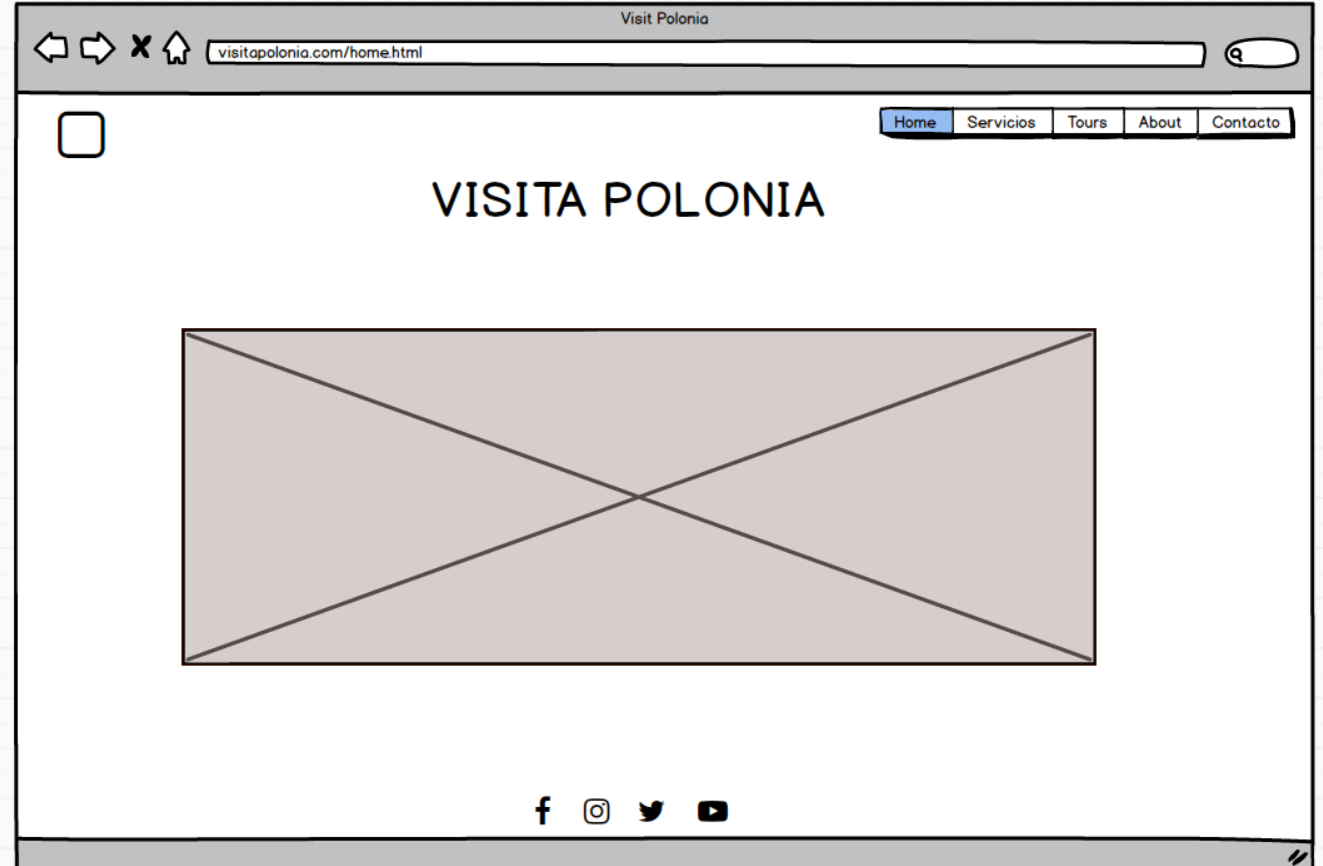 Visit Polonia
visitapolonia.com/home.html
Home Servicios Tours About Contacto
VISITA POLONIA